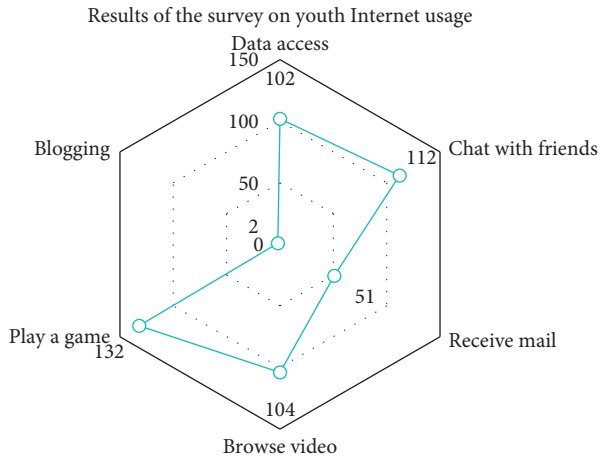 Results of the survey on youth Internet usage
Data access
150
102
100
Blogging
112
Chat with friends
50
2
0
51
Play a game
132
Receive mail
104
Browse video